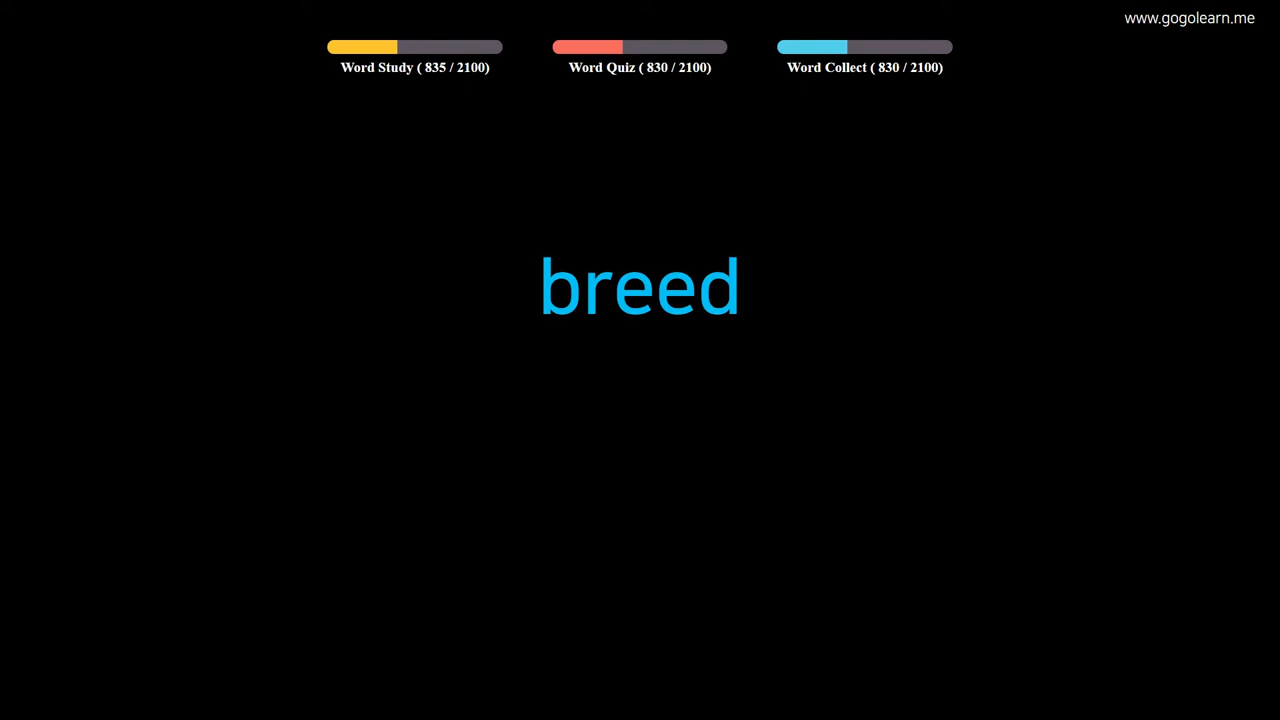 www.gogolearn.me
Word Study ( 835 / 2100)
Word Quiz ( 830 / 2100)
Word Collect ( 830 / 2100)
breed